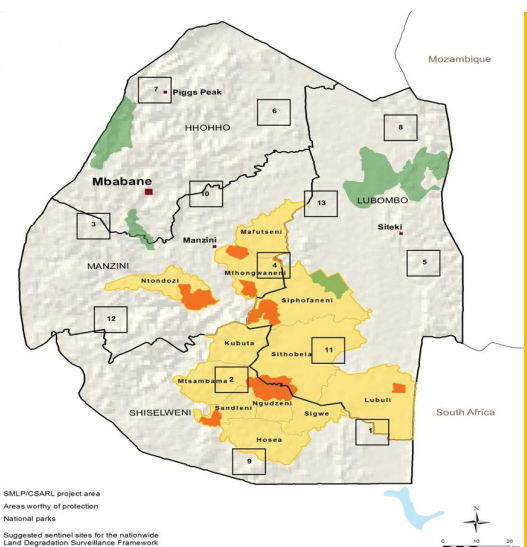 Mozambique
7
Piggs Peak
6
HHOHHO
8
Mbabane
10
LUBOMBO
13
3
Mafutseni
Siteki
Manzini
4
5
MANZINI
Mthongwaneni
Ntondozi
Siphofaneni
12
Kubuta
Sithobela
11
Mtsambama
2
Lubuli
Ngudzeni
SHISELWENI
Sandleni
Sigwe
South Africa
1
Hosea
9
SMLP/CSARL project area
Areas worthy of protection
National parks
N
Suggested sentinel sites for the nationwide
Land Degradation Surveillance Framework
0 10 20